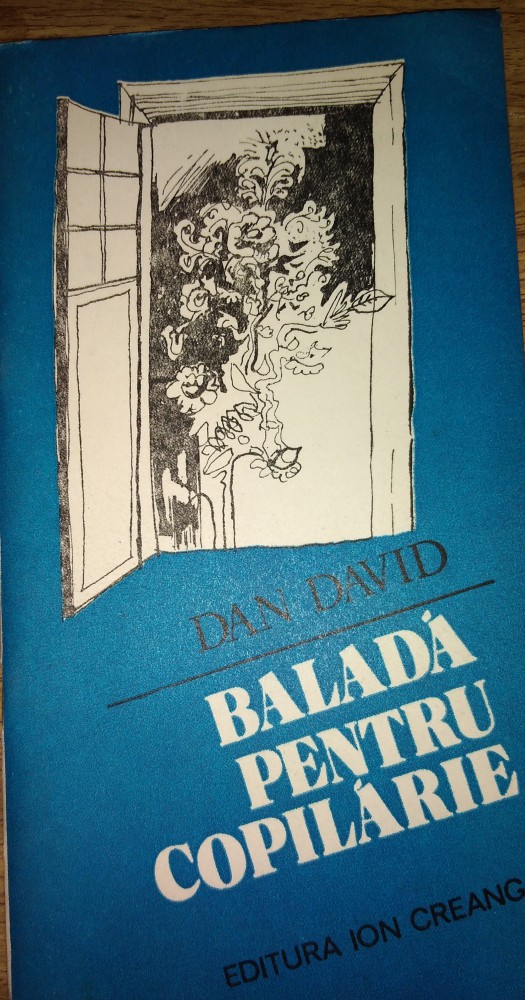 DAN DAVID
BALADĂ
PENTRU
COPILĂRIE
EDITURA ION CREANG